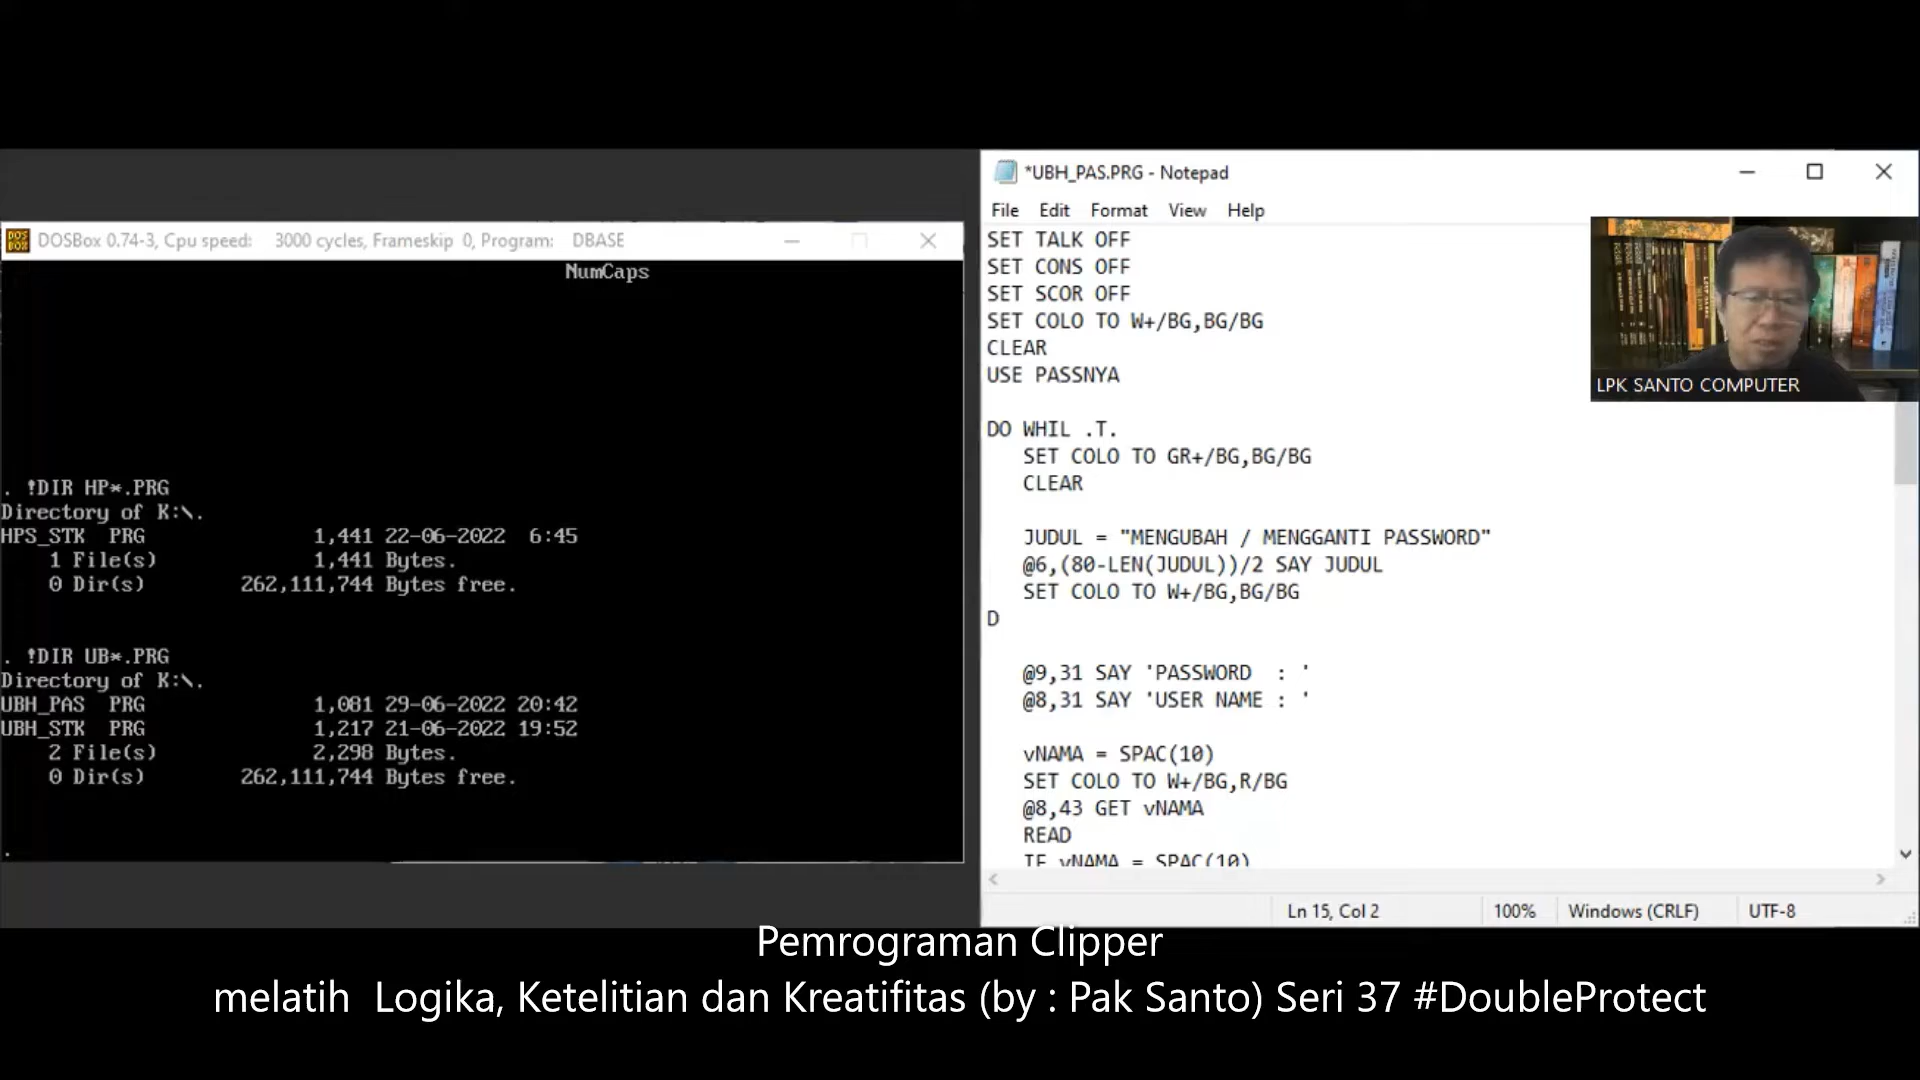 DOSBox 0.74-3, Cpu speed: 3000 cycles, Frameskip 0, Program: DBASE
NumCaps
. !DIR HP*.PRG
Directory of K:\.
HPS_STK PRG 1,441 22-06-2022 6:45
1 File(s) 1,441 Bytes.
0 Dir(s) 262,111,744 Bytes free.
. !DIR UB*.PRG
Directory of K:\.
UBH_PAS PRG 1,081 29-06-2022 20:42
UBH_STK PRG 1,217 21-06-2022 19:52
2 File(s) 2,298 Bytes.
0 Dir(s) 262,111,744 Bytes free.
.
*UBH_PAS.PRG - Notepad
File Edit Format View Help
SET TALK OFF
SET CONS OFF
SET SCOR OFF
SET COLO TO W+/BG,BG/BG
CLEAR
USE PASSNYA
DO WHIL .T.
SET COLO TO GR+/BG,BG/BG
CLEAR
JUDUL = "MENGUBAH / MENGGANTI PASSWORD"
@6,(80-LEN(JUDUL))/2 SAY JUDUL
SET COLO TO W+/BG,BG/BG
D
@9,31 SAY 'PASSWORD : '
@8,31 SAY 'USER NAME : '
vNAMA = SPAC(10)
SET COLO TO W+/BG,R/BG
@8,43 GET vNAMA
READ
IF vNAMA = SPAC(10)
Ln 15, Col 2 100% Windows (CRLF) UTF-8
LPK SANTO COMPUTER
Pemrograman Clipper
melatih Logika, Ketelitian dan Kreatifitas (by : Pak Santo) Seri 37 #DoubleProtect